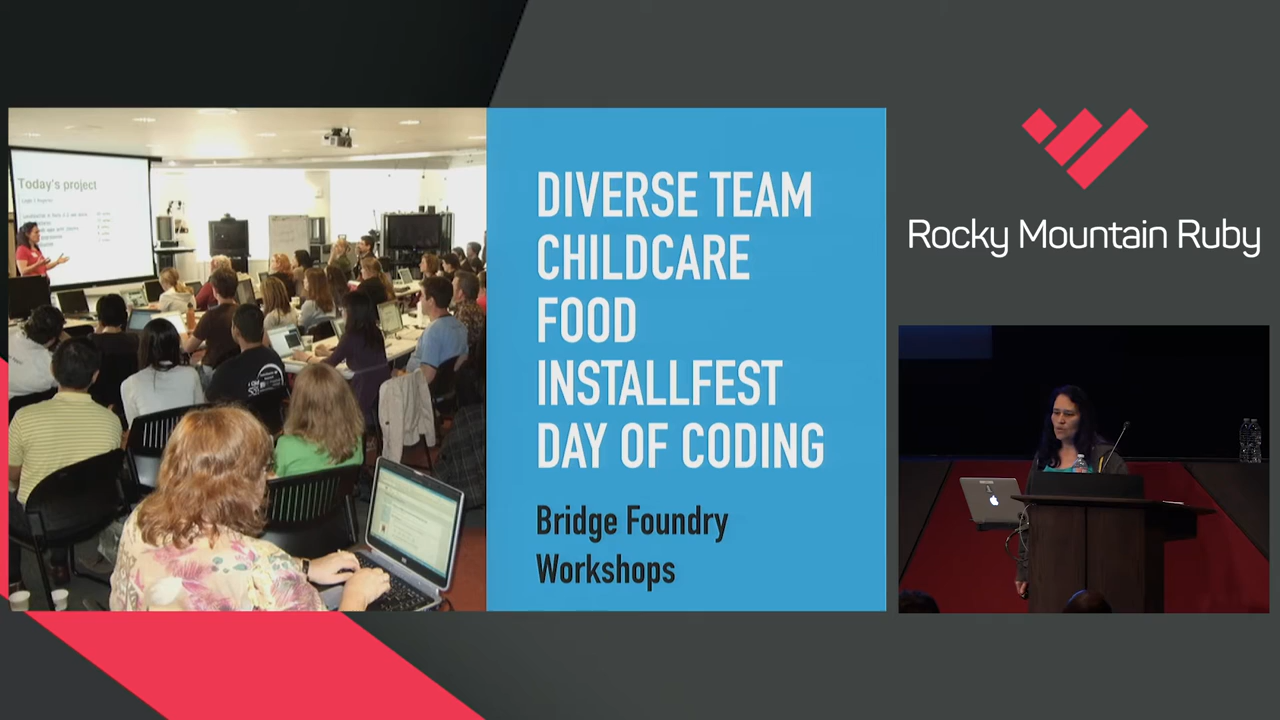 Today's project
DIVERSE TEAM
CHILDCARE
FOOD
INSTALLFEST
DAY OF CODING
Bridge Foundry
Workshops
Rocky Mountain Ruby